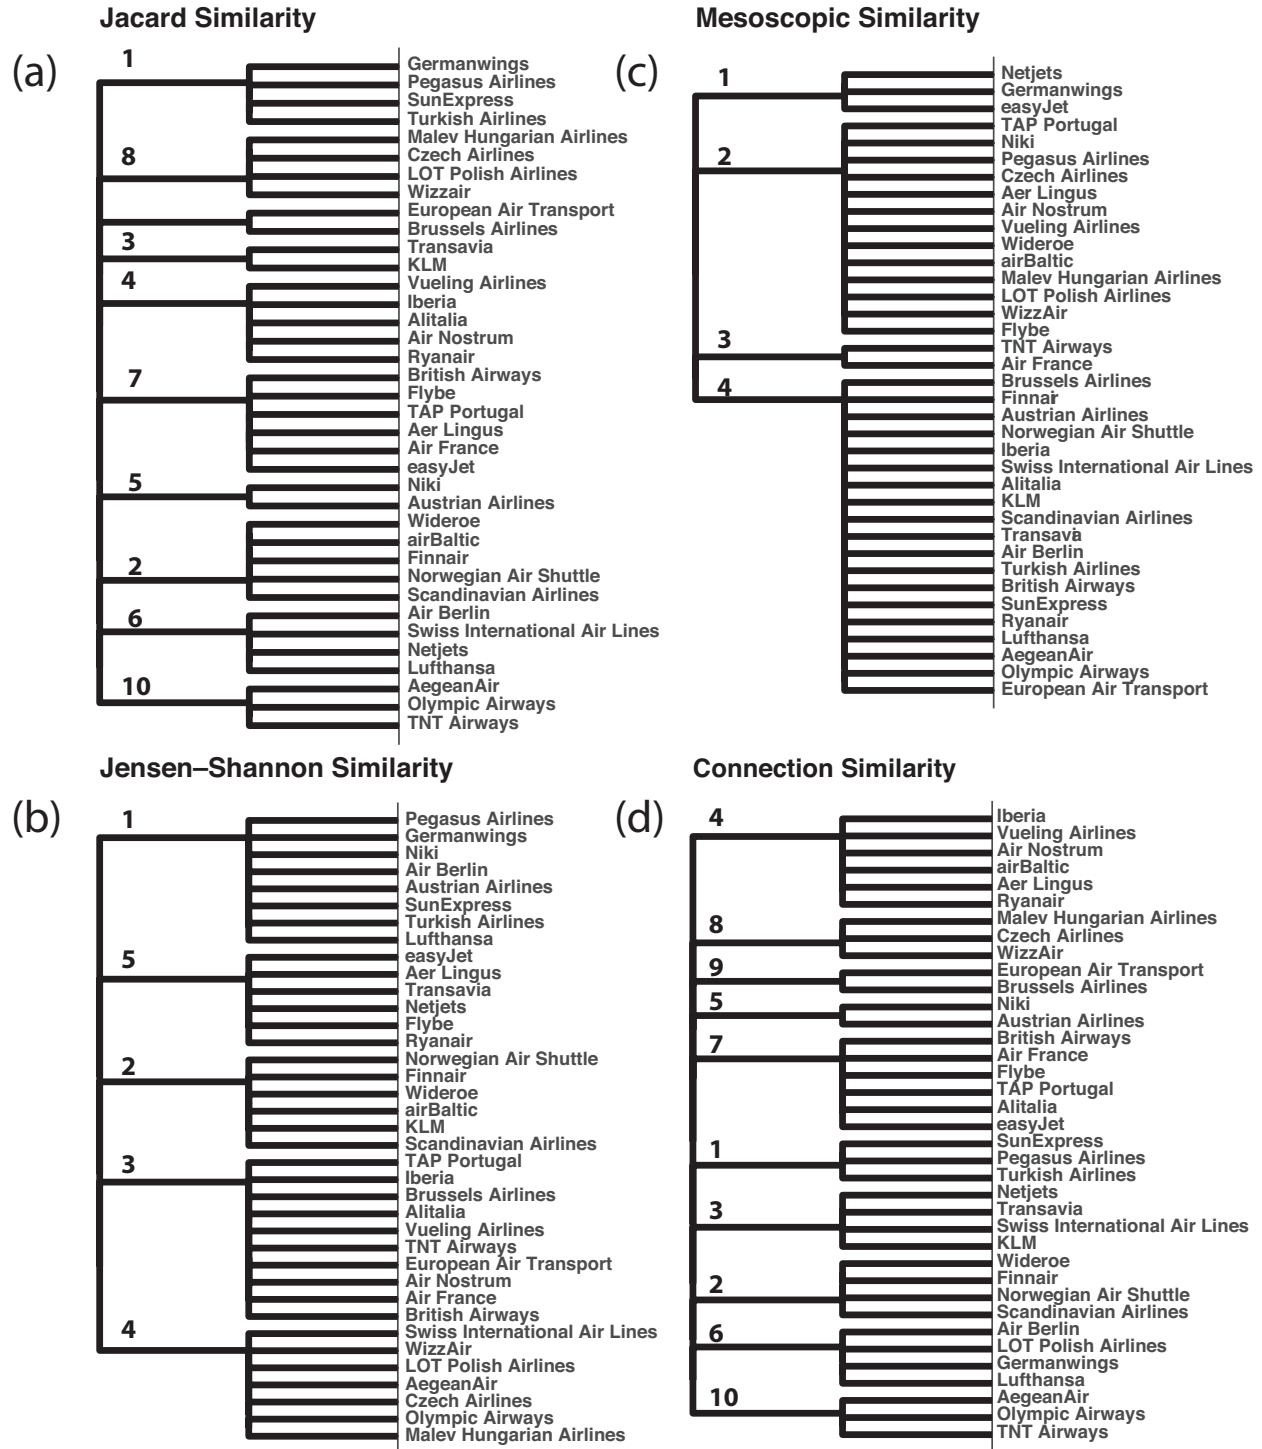 Jacard Similarity
(a)
1
Germanwings
Pegasus Airlines
SunExpress
Turkish Airlines
8
Malev Hungarian Airlines
Czech Airlines
LOT Polish Airlines
Wizzair
European Air Transport
Brussels Airlines
3
Transavia
KLM
4
Vueling Airlines
Iberia
Alitalia
Air Nostrum
Ryanair
7
British Airways
Flybe
TAP Portugal
Aer Lingus
Air France
easyJet
5
Niki
Austrian Airlines
2
Wideroe
airBaltic
Finnair
Norwegian Air Shuttle
Scandinavian Airlines
6
Air Berlin
Swiss International Air Lines
Netjets
Lufthansa
10
AegeanAir
Olympic Airways
TNT Airways
Mesoscopic Similarity
(c)
1
Netjets
Germanwings
easyJet
2
TAP Portugal
Niki
Pegasus Airlines
Czech Airlines
Aer Lingus
Air Nostrum
Vueling Airlines
Wideroe
airBaltic
Malev Hungarian Airlines
LOT Polish Airlines
WizzAir
Flybe
3
TNT Airways
Air France
4
Brussels Airlines
Finnair
Austrian Airlines
Norwegian Air Shuttle
Iberia
Swiss International Air Lines
Alitalia
KLM
Scandinavian Airlines
Transavia
Air Berlin
Turkish Airlines
British Airways
SunExpress
Ryanair
Lufthansa
AegeanAir
Olympic Airways
European Air Transport
Jensen–Shannon Similarity
(b)
1
Pegasus Airlines
Germanwings
Niki
Air Berlin
Austrian Airlines
SunExpress
Turkish Airlines
Lufthansa
5
easyJet
Aer Lingus
Transavia
Netjets
Flybe
Ryanair
2
Norwegian Air Shuttle
Finnair
Wideroe
airBaltic
KLM
Scandinavian Airlines
3
TAP Portugal
Iberia
Brussels Airlines
Alitalia
Vueling Airlines
TNT Airways
European Air Transport
Air Nostrum
Air France
British Airways
4
Swiss International Air Lines
WizzAir
LOT Polish Airlines
AegeanAir
Czech Airlines
Olympic Airways
Malev Hungarian Airlines
Connection Similarity
(d)
4
Iberia
Vueling Airlines
Air Nostrum
airBaltic
Aer Lingus
Ryanair
8
Malev Hungarian Airlines
Czech Airlines
WizzAir
9
European Air Transport
Brussels Airlines
5
Niki
Austrian Airlines
7
British Airways
Air France
Flybe
TAP Portugal
Alitalia
easyJet
1
SunExpress
Pegasus Airlines
Turkish Airlines
3
Netjets
Transavia
Swiss International Air Lines
KLM
2
Wideroe
Finnair
Norwegian Air Shuttle
Scandinavian Airlines
6
Air Berlin
LOT Polish Airlines
Germanwings
Lufthansa
10
AegeanAir
Olympic Airways
TNT Airways